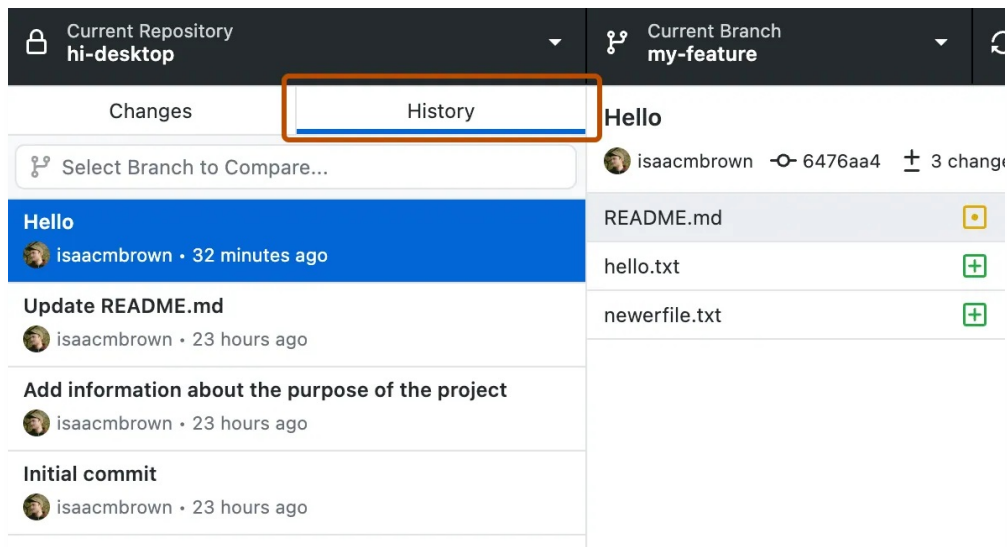 Current Repository
hi-desktop
Current Branch
my-feature
Changes
History
Select Branch to Compare...
Hello
isaacmbrown • 32 minutes ago
Update README.md
isaacmbrown • 23 hours ago
Add information about the purpose of the project
isaacmbrown • 23 hours ago
Initial commit
isaacmbrown • 23 hours ago
Hello
isaacmbrown 6476aa4 3 change
README.md
hello.txt
newerfile.txt